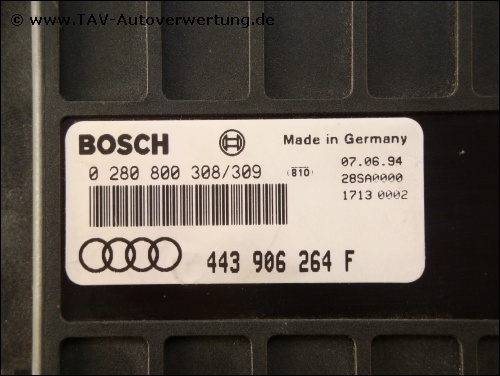 © www.TAV-Autoverwertung.de
BOSCH Made in Germany
0 280 800 308/309 (810) 07.06.94
28SA0000
1713 0002
443 906 264 F